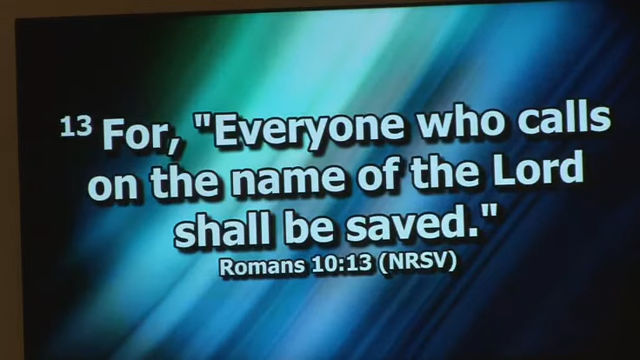 13 For, "Everyone who calls
on the name of the Lord
shall be saved."
Romans 10:13 (NRSV)